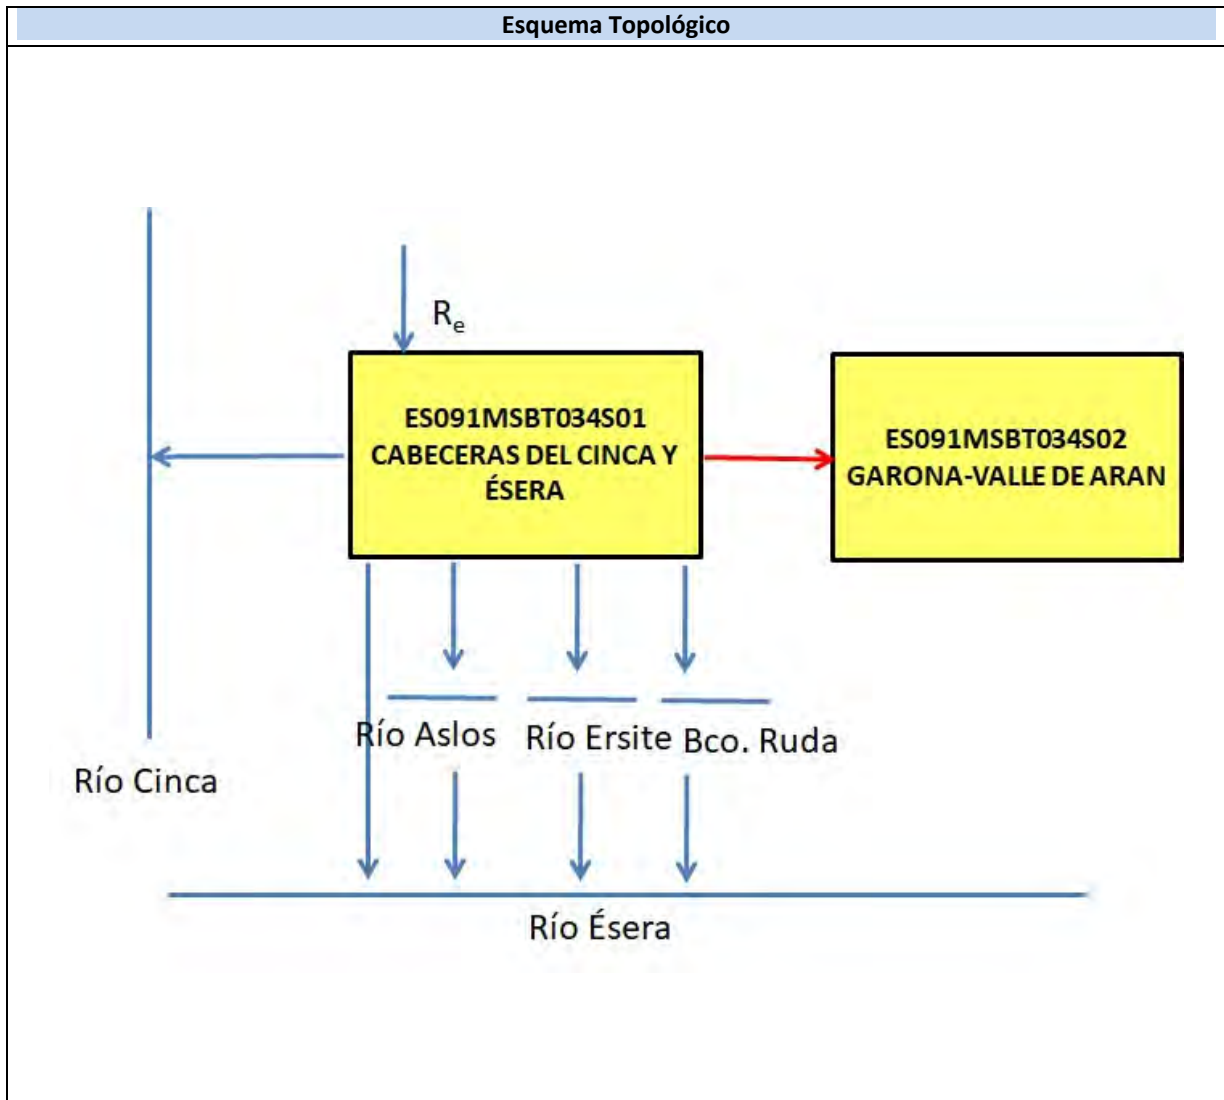 Esquema Topológico
Re
ES091MSBT034S01
CABECERAS DEL CINCA Y
ÉSERA
ES091MSBT034S02
GARONA-VALLE DE ARAN
Río Aslos
Río Ersite
Bco. Ruda
Río Cinca
Río Ésera